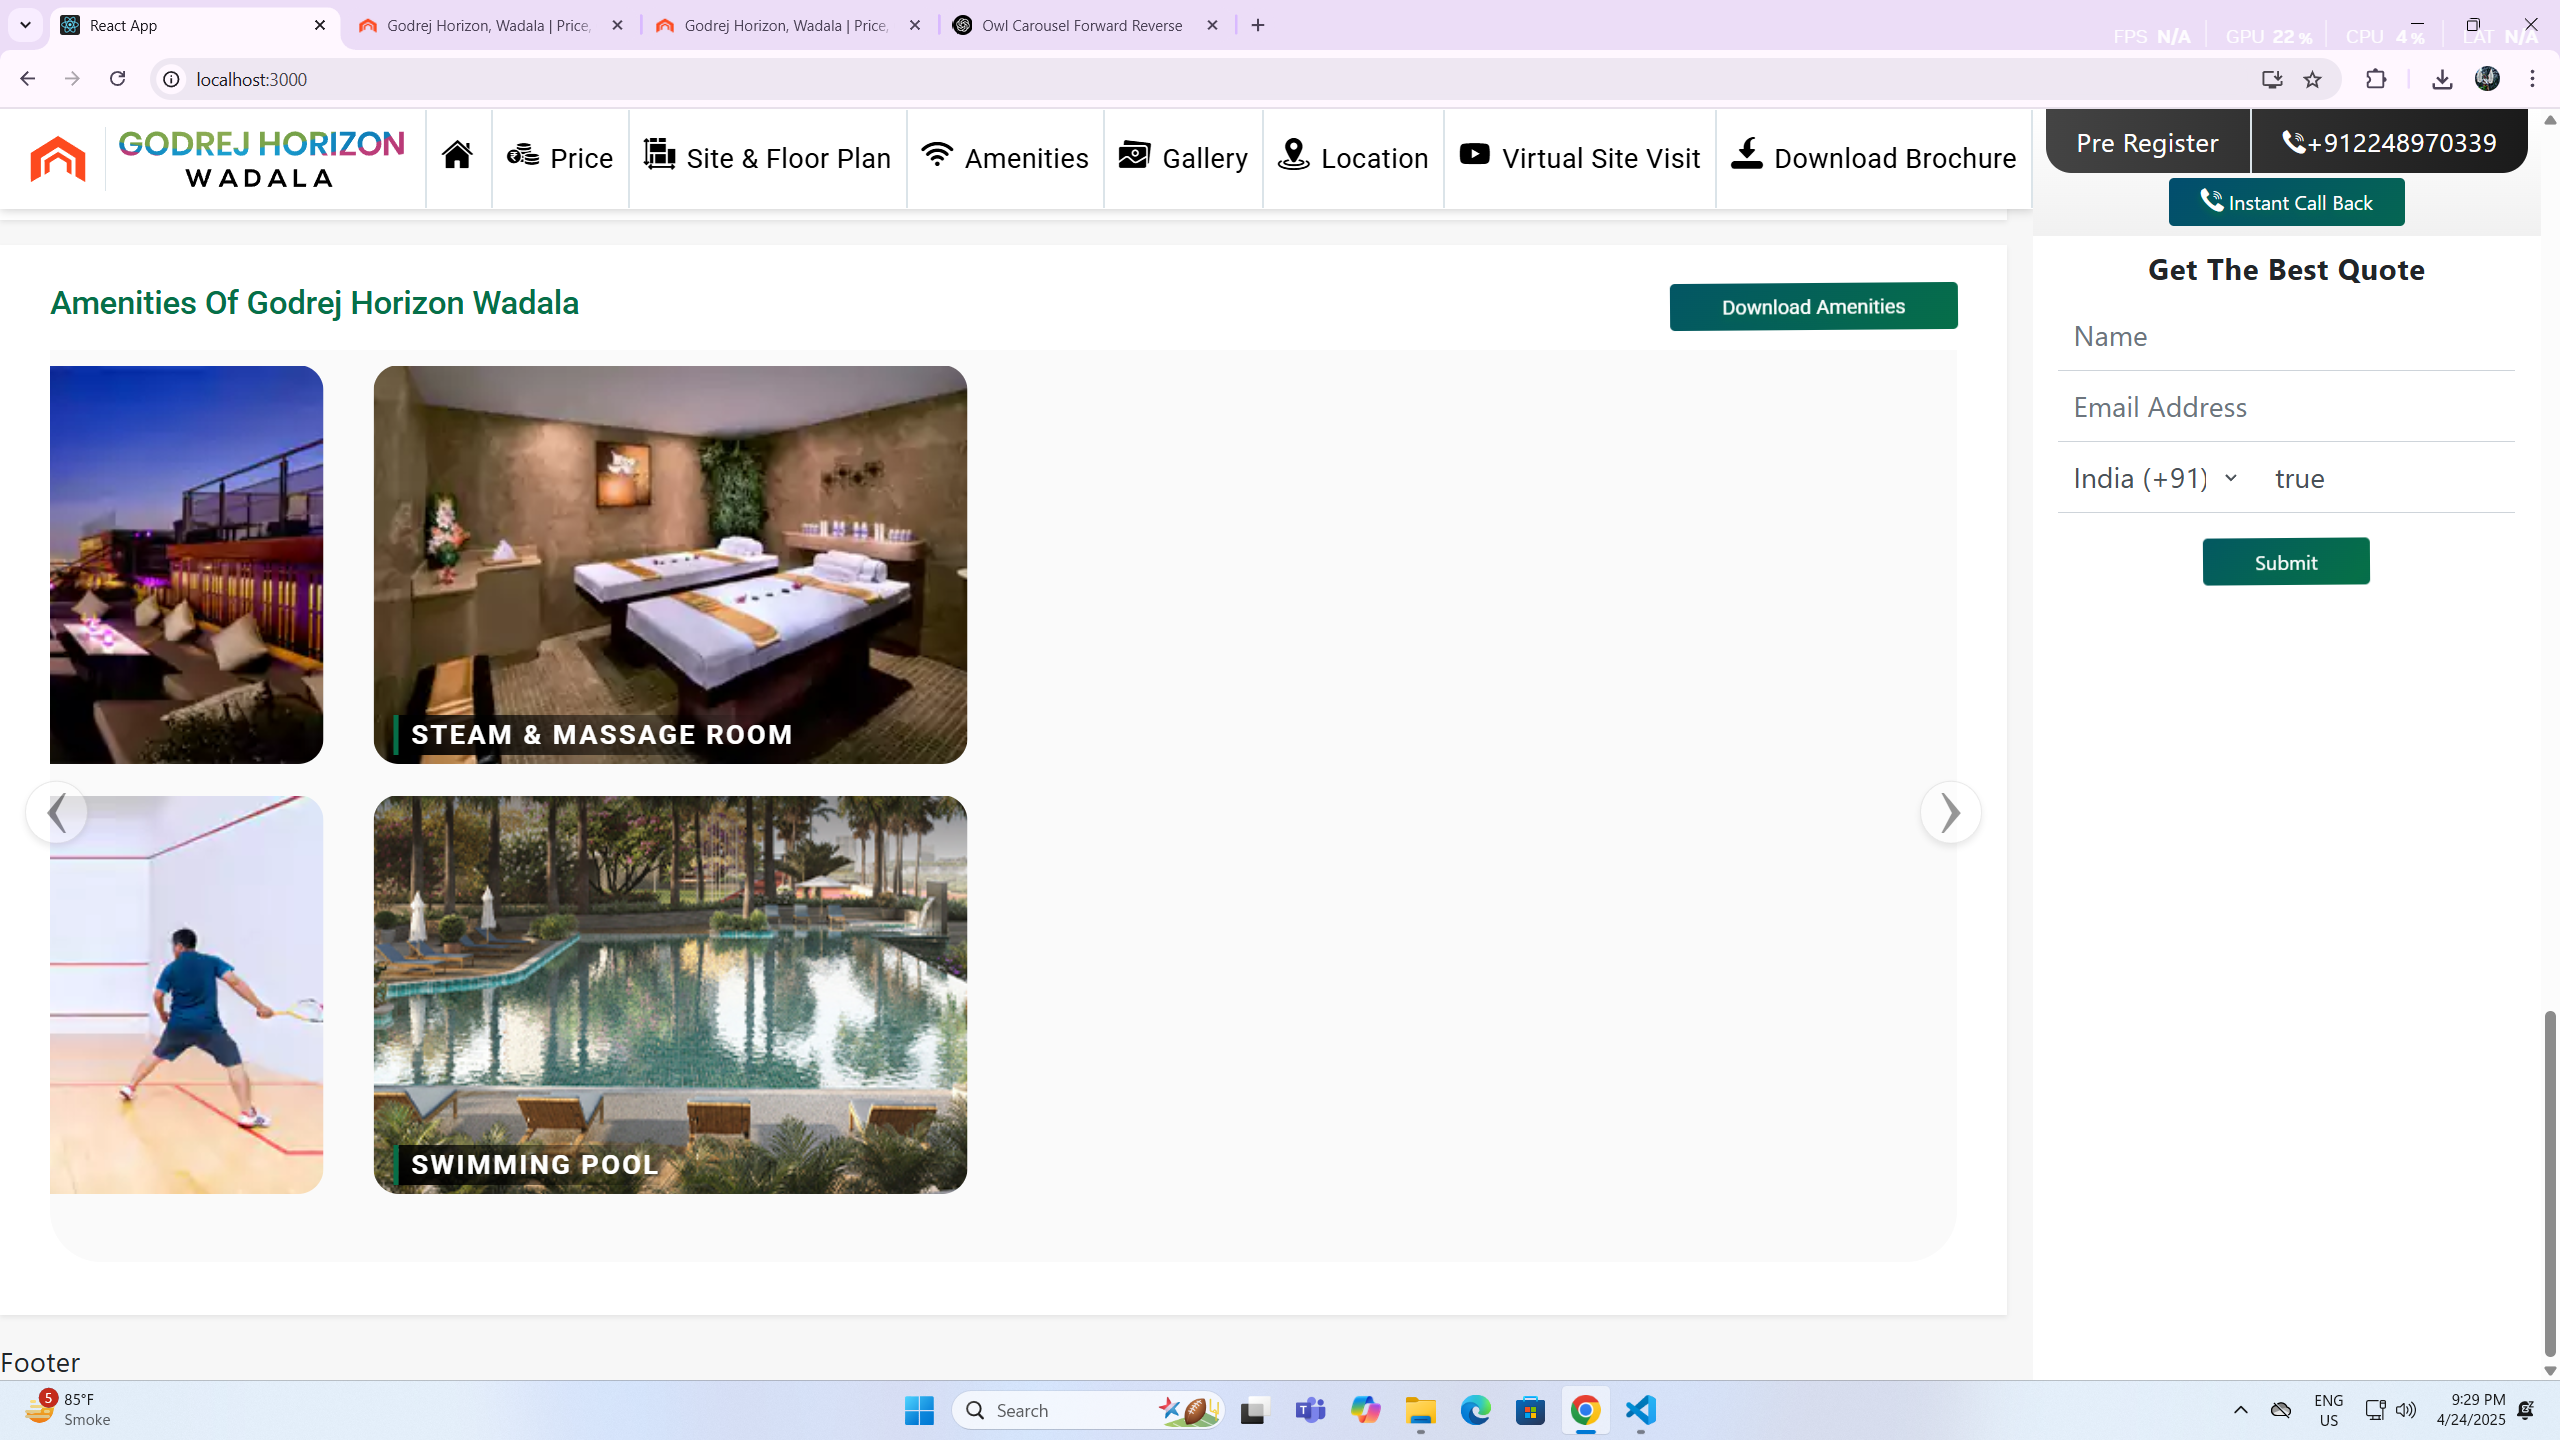 React App
Godrej Horizon, Wadala | Price,
Godrej Horizon, Wadala | Price,
Owl Carousel Forward Reverse
FPS N/A GPU 22 % CPU 4 % LAT N/A
localhost:3000
GODREJ HORIZON
WADALA
Price
Site & Floor Plan
Amenities
Gallery
Location
Virtual Site Visit
Download Brochure
Pre Register
+912248970339
Instant Call Back
Amenities Of Godrej Horizon Wadala
Download Amenities
STEAM & MASSAGE ROOM
SWIMMING POOL
Get The Best Quote
Name
Email Address
India (+91) true
Submit
Footer
5
85°F
Smoke
Search
ENG
US
9:29 PM
4/24/2025